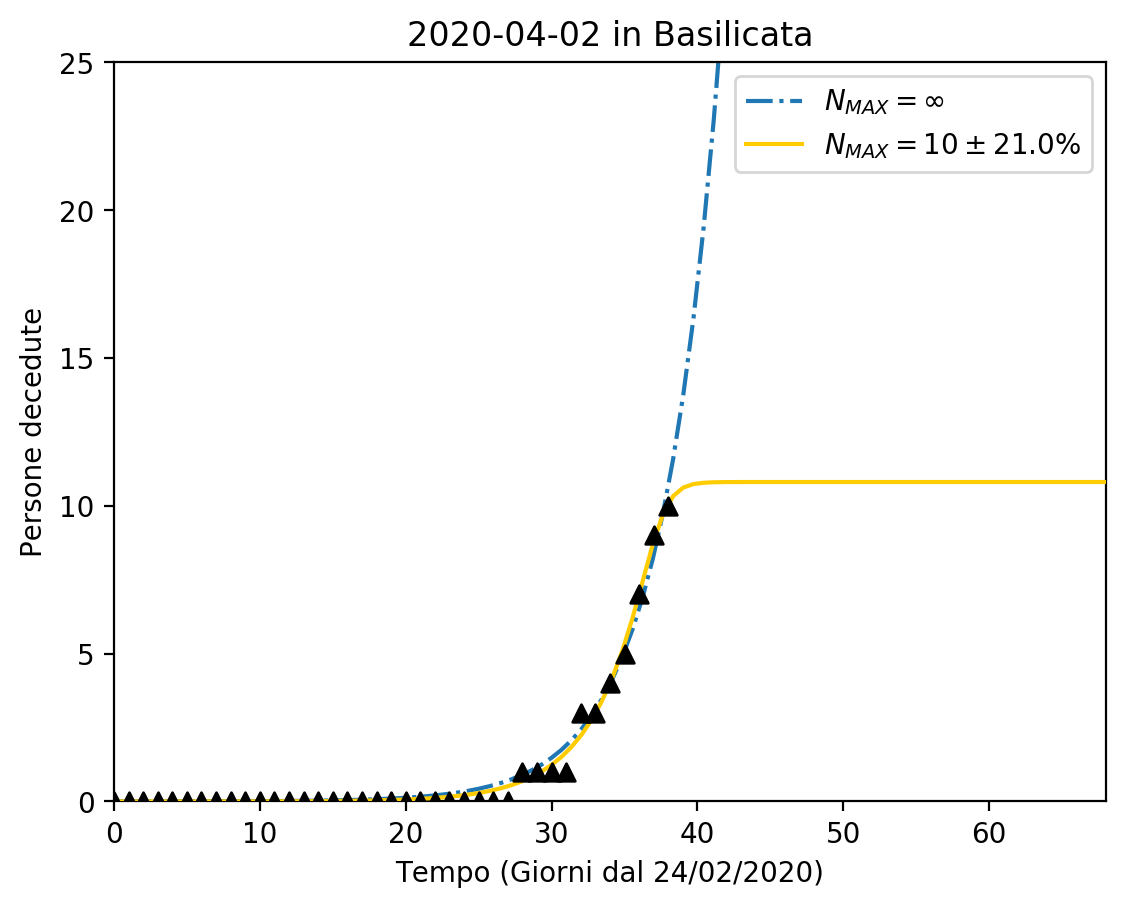 2020-04-02 in Basilicata
25
20
15
10
5
0
Persone decedute
N_MAX = ∞
N_MAX = 10 ± 21.0%
0 10 20 30 40 50 60
Tempo (Giorni dal 24/02/2020)